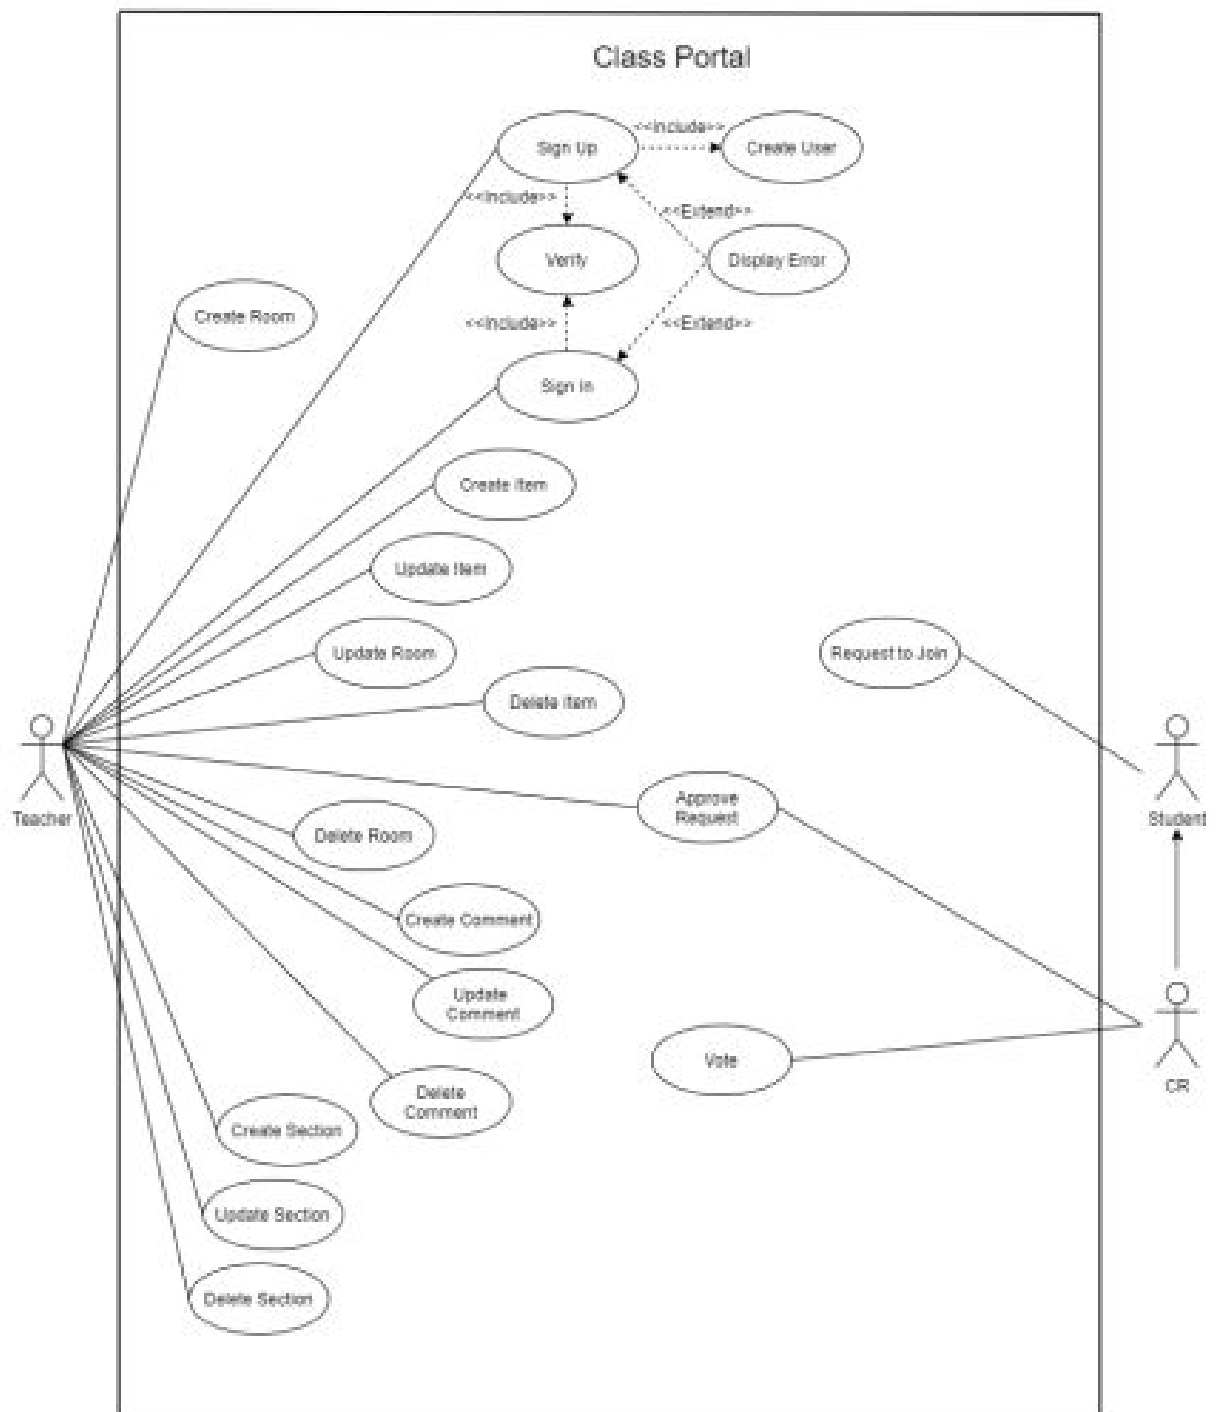 Class Portal
<<Include>>
Sign Up
Create User
<<Include>>
<<Extend>>
Verify
Display Error
Create Room
<<Include>>
<<Extend>>
Sign In
Create Item
Update Item
Update Room
Request to Join
Delete Item
Teacher
Approve
Request
Student
Delete Room
Create Comment
Update
Comment
Vote
CR
Delete
Comment
Create Section
Update Section
Delete Section